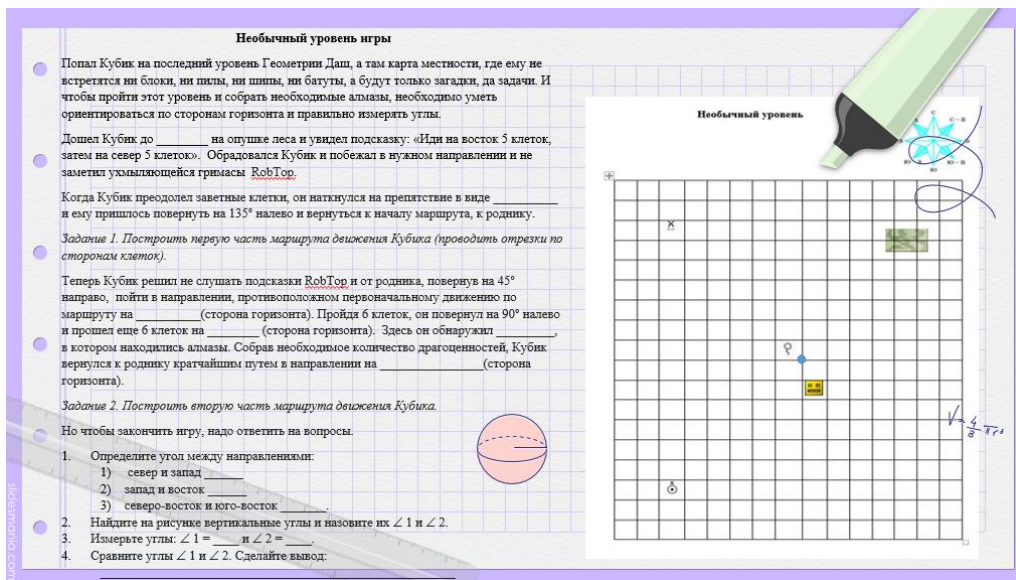 Необычный уровень игры
Попал Кубик на последний уровень Геометрии Даш, а там карта местности, где ему не
встретятся ни блоки, ни пилы, ни шипы, ни батуты, а будут только загадки, да задачи. И
чтобы пройти этот уровень и собрать необходимые алмазы, необходимо уметь
ориентироваться по сторонам горизонта и правильно измерять углы.
Дошел Кубик до ________ на опушке леса и увидел подсказку: «Иди на восток 5 клеток,
затем на север 5 клеток». Обрадовался Кубик и побежал в нужном направлении и не
заметил ухмыляющейся гримасы RobTop.
Когда Кубик преодолел заветные клетки, он наткнулся на препятствие в виде __________
и ему пришлось повернуть на 135° налево и вернуться к началу маршрута, к роднику.
Задание 1. Построить первую часть маршрута движения Кубика (проводить отрезки по
сторонам клеток).
Теперь Кубик решил не слушать подсказки RobTop и от родника, повернув на 45°
направо, пойти в направлении, противоположном первоначальному движению по
маршруту на __________(сторона горизонта). Пройдя 6 клеток, он повернул на 90° налево
и прошел еще 6 клеток на ________ (сторона горизонта). Здесь он обнаружил _________,
в котором находились алмазы. Собрав необходимое количество драгоценностей, Кубик
вернулся к роднику кратчайшим путем в направлении на ________________(сторона
горизонта).
Задание 2. Построить вторую часть маршрута движения Кубика.
Но чтобы закончить игру, надо ответить на вопросы.
1. Определите угол между направлениями:
1) север и запад ______
2) запад и восток ______
3) северо-восток и юго-восток _______.
2. Найдите на рисунке вертикальные углы и назовите их ∠ 1 и ∠ 2.
3. Измерьте углы: ∠ 1 = ____ и ∠ 2 = ____.
4. Сравните углы ∠ 1 и ∠ 2. Сделайте вывод:
Необычный уровень
С
С - В
В
Ю - В
Ю
slidesmania.com